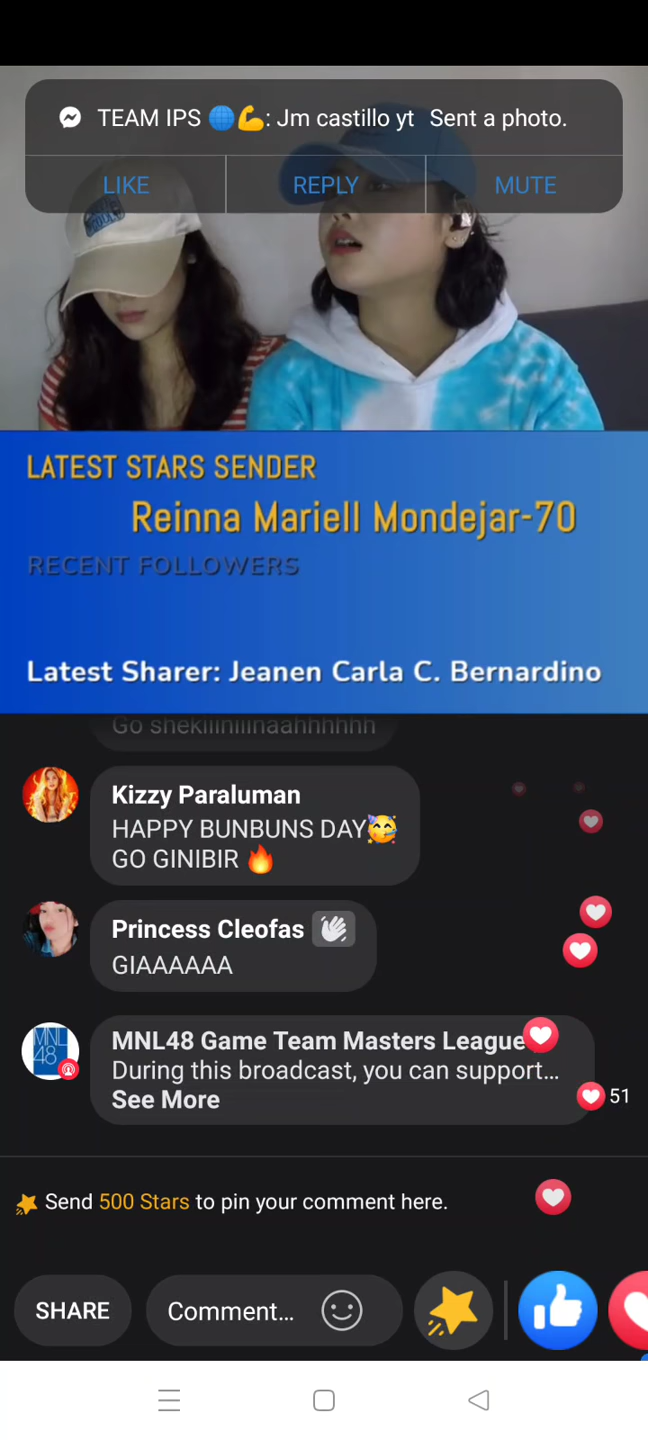 TEAM IPS 🌐💪: Jm castillo yt Sent a photo.
LIKE
REPLY
MUTE
LATEST STARS SENDER
Reinna Mariell Mondejar-70
RECENT FOLLOWERS
Latest Sharer: Jeanen Carla C. Bernardino
Kizzy Paraluman
HAPPY BUNBUNS DAY🥳
GO GINIBIR 🔥
Princess Cleofas
GIAAAAAA
MNL48 Game Team Masters League
During this broadcast, you can support...
See More
MNL
48
51
Send 500 Stars to pin your comment here.
SHARE
Comment...